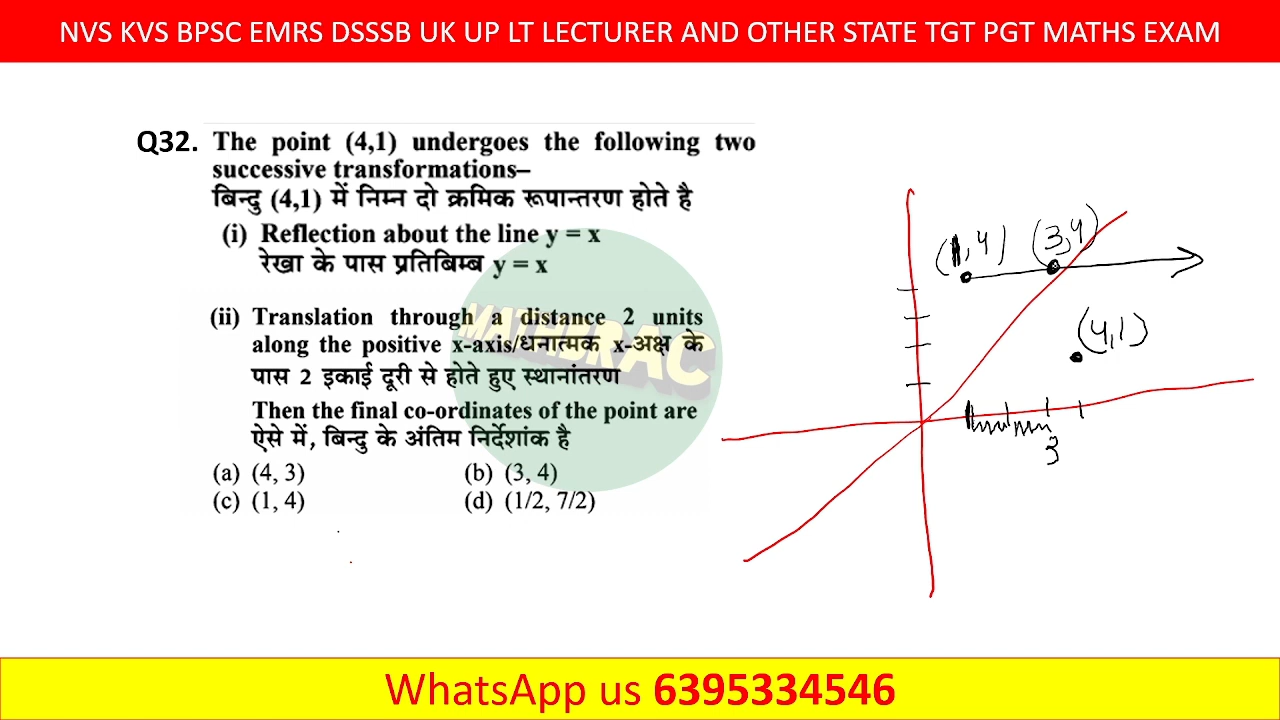 NVS KVS BPSC EMRS DSSSB UK UP LT LECTURER AND OTHER STATE TGT PGT MATHS EXAM
Q32. The point (4,1) undergoes the following two
successive transformations–
बिन्दु (4,1) में निम्न दो क्रमिक रूपान्तरण होते है
(i) Reflection about the line y = x
रेखा के पास प्रतिबिम्ब y = x
(ii) Translation through a distance 2 units
along the positive x-axis/धनात्मक x-अक्ष के
पास 2 इकाई दूरी से होते हुए स्थानांतरण
Then the final co-ordinates of the point are
ऐसे में, बिन्दु के अंतिम निर्देशांक है
(a) (4, 3) (b) (3, 4)
(c) (1, 4) (d) (1/2, 7/2)
MATHBRAC
(1,4) (3,4)
(4,1)
3
WhatsApp us 6395334546